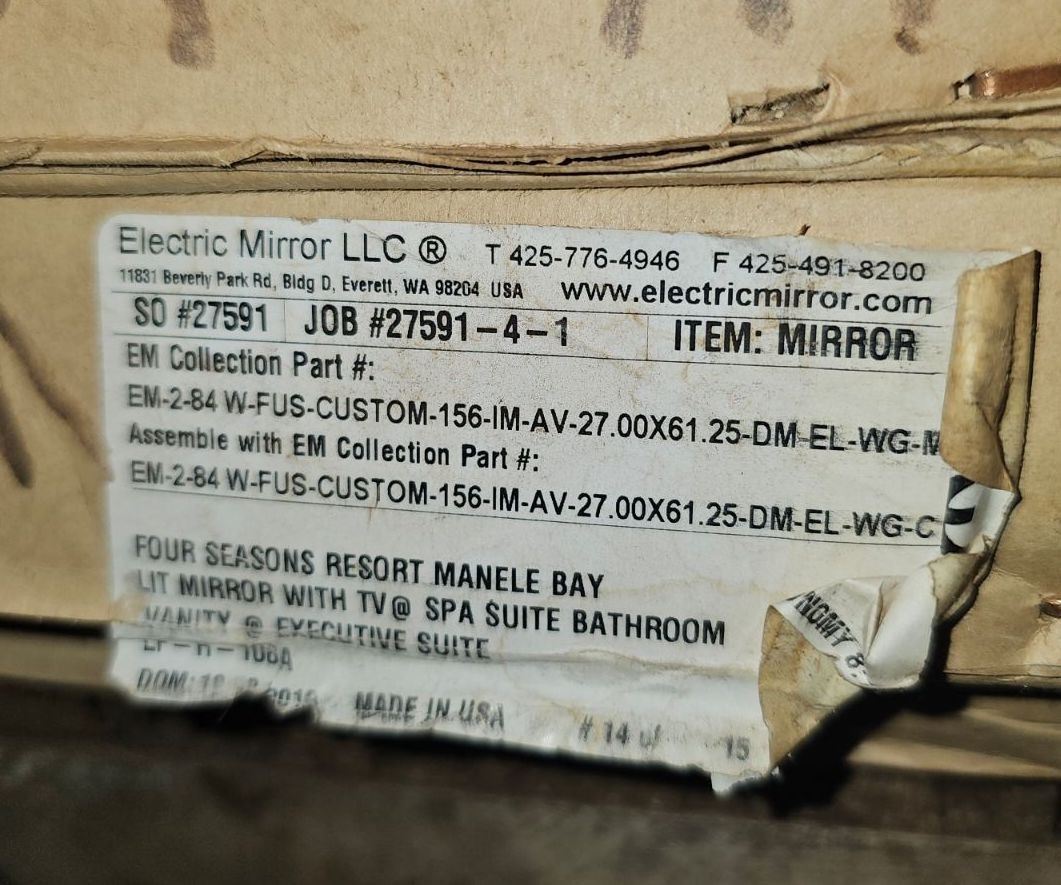 Electric Mirror LLC ® T 425-776-4946 F 425-491-8200
11831 Beverly Park Rd, Bldg D, Everett, WA 98204 USA www.electricmirror.com
SO #27591 JOB #27591-4-1 ITEM: MIRROR
EM Collection Part #:
EM-2-84 W-FUS-CUSTOM-156-IM-AV-27.00X61.25-DM-EL-WG-
Assemble with EM Collection Part #:
EM-2-84 W-FUS-CUSTOM-156-IM-AV-27.00X61.25-DM-EL-WG-C
FOUR SEASONS RESORT MANELE BAY
LIT MIRROR WITH TV@ SPA SUITE BATHROOM
VANITY @ EXECUTIVE SUITE
NGMY 8
DOM: MADE IN USA # 14 of 15